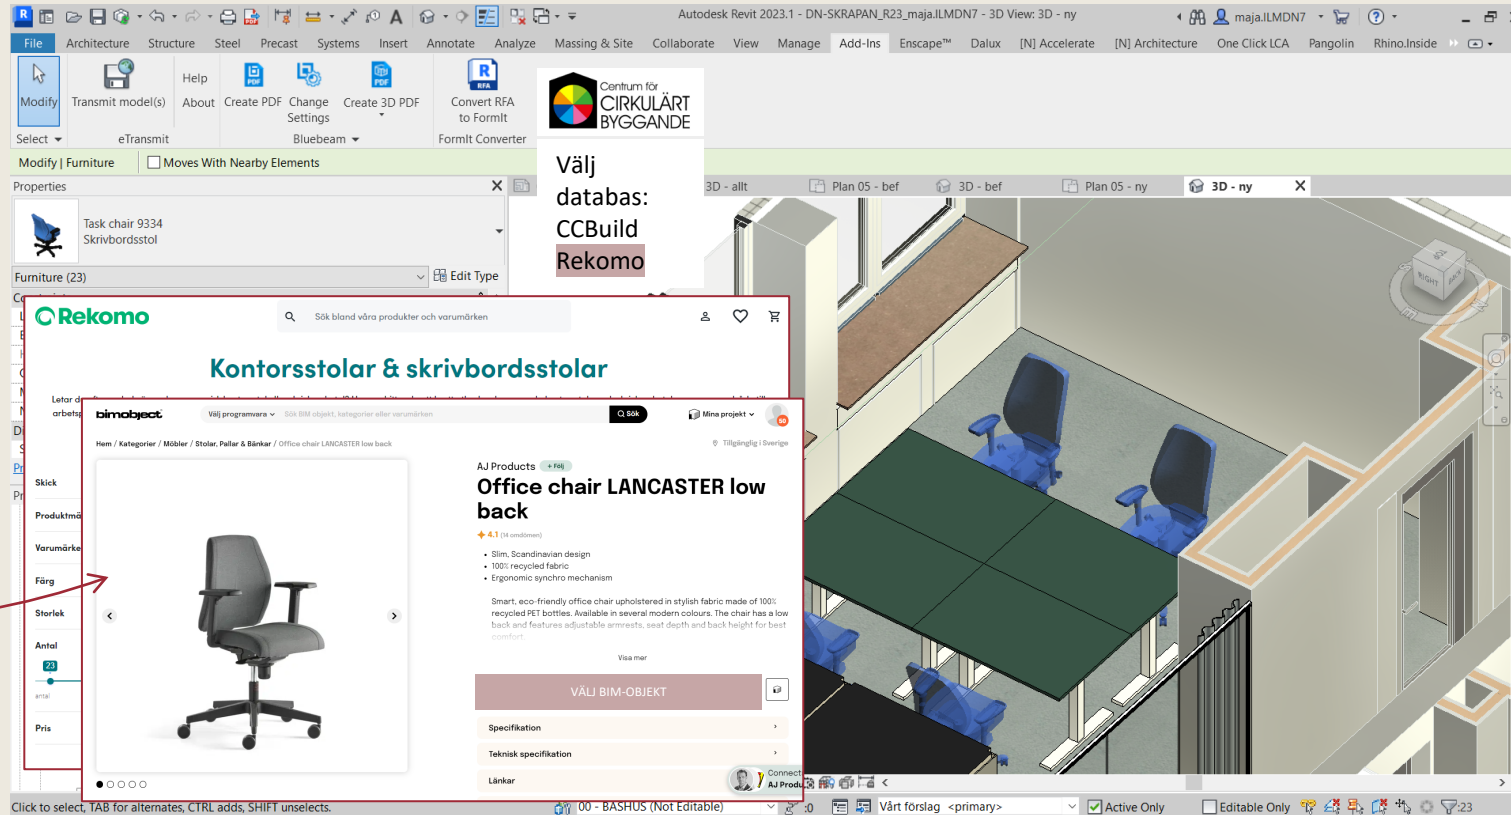 Autodesk Revit 2023.1 - DN-SKRAPAN_R23_maja.ILMDN7 - 3D View: 3D - ny
maja.ILMDN7
File Architecture Structure Steel Precast Systems Insert Annotate Analyze Massing & Site Collaborate View Manage Add-Ins Enscape™ Dalux [N] Accelerate [N] Architecture One Click LCA Pangolin Rhino.Inside
Modify
Transmit model(s)
Help
About
Create PDF
Change Settings
Create 3D PDF
Convert RFA
to FormIt
Select
eTransmit
Bluebeam
FormIt Converter
Centrum för
CIRKULÄRT
BYGGANDE
Välj
databas:
CCBuild
Rekomo
Modify | Furniture
Moves With Nearby Elements
Properties
3D - allt
Plan 05 - bef
3D - bef
Plan 05 - ny
3D - ny
Task chair 9334
Skrivbordsstol
Furniture (23)
Edit Type
Rekomo
Sök bland våra produkter och varumärken
Kontorsstolar & skrivbordsstolar
Skick
Produktmä
Varumärke
Färg
Storlek
Antal
23
antal
Pris
bimobject
Välj programvara
Sök BIM objekt, kategorier eller varumärken
Sök
Mina projekt
50
Hem / Kategorier / Möbler / Stolar, Pallar & Bänkar / Office chair LANCASTER low back
Tillgänglig i Sverige
AJ Products
+ Följ
Office chair LANCASTER low
back
4.1 (14 omdömen)
• Slim, Scandinavian design
• 100% recycled fabric
• Ergonomic synchro mechanism
Smart, eco-friendly office chair upholstered in stylish fabric made of 100%
recycled PET bottles. Available in several modern colours. The chair has a low
back and features adjustable armrests, seat depth and back height for best
comfort.
Visa mer
VÄLJ BIM-OBJEKT
Specifikation
Teknisk specifikation
Länkar
Connect
AJ Produ
RIGHT
BACK
Click to select, TAB for alternates, CTRL adds, SHIFT unselects.
00 - BASHUS (Not Editable)
:0
Vårt förslag <primary>
Active Only
Editable Only
:23